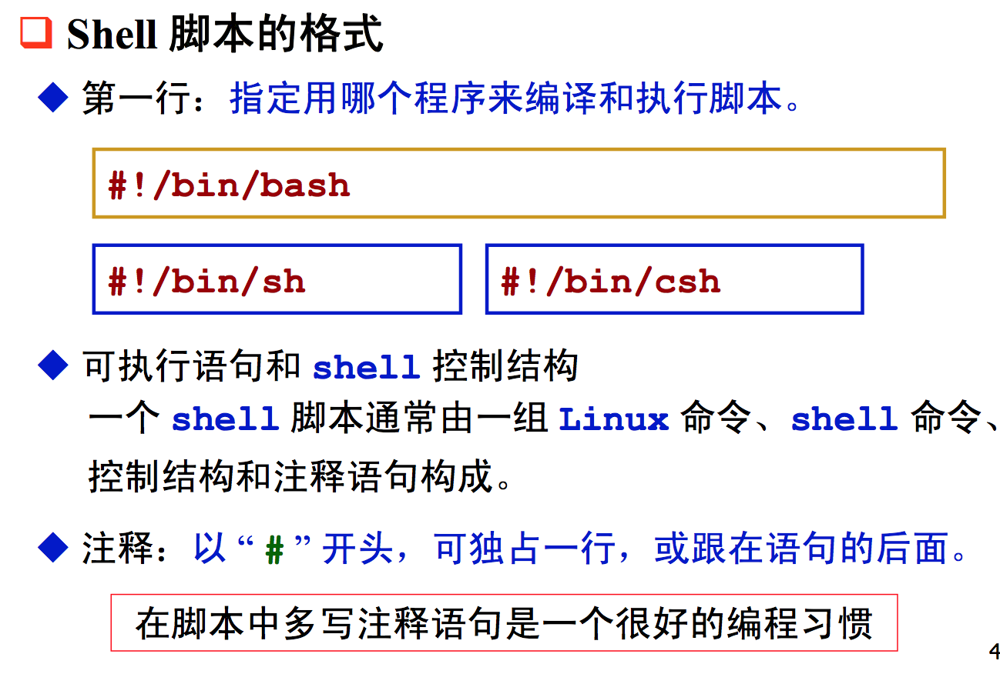 Shell 脚本的格式
第一行：指定用哪个程序来编译和执行脚本。
#!/bin/bash
#!/bin/sh
#!/bin/csh
可执行语句和 shell 控制结构
一个 shell 脚本通常由一组 Linux 命令、shell 命令、
控制结构和注释语句构成。
注释：以 “ # ” 开头，可独占一行，或跟在语句的后面。
在脚本中多写注释语句是一个很好的编程习惯
4